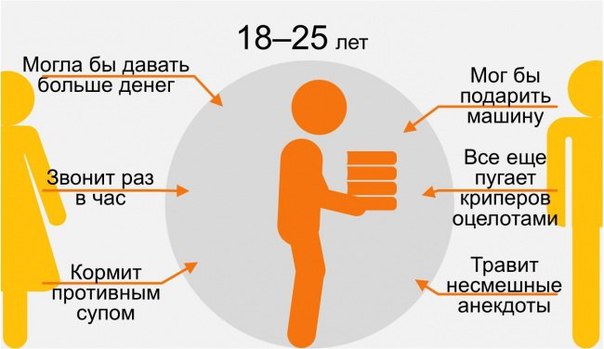 18–25 лет
Могла бы давать
больше денег
Звонит раз
в час
Кормит
противным
супом
Мог бы
подарить
машину
Все еще
пугает
криперов
оцелотами
Травит
несмешные
анекдоты